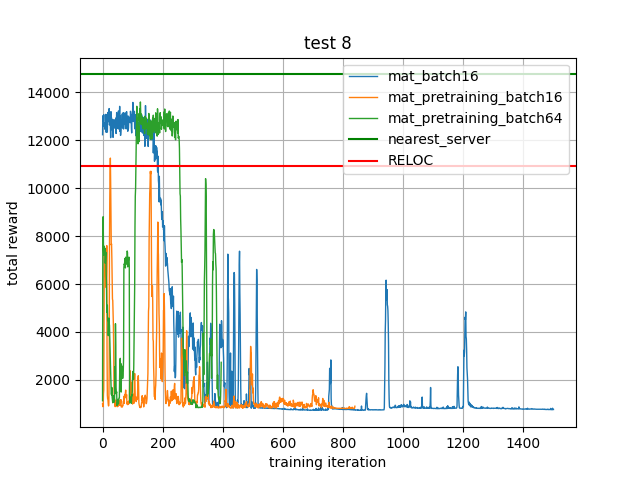 test 8
mat_batch16
mat_pretraining_batch16
mat_pretraining_batch64
nearest_server
RELOC
total reward
14000
12000
10000
8000
6000
4000
2000
0 200 400 600 800 1000 1200 1400
training iteration